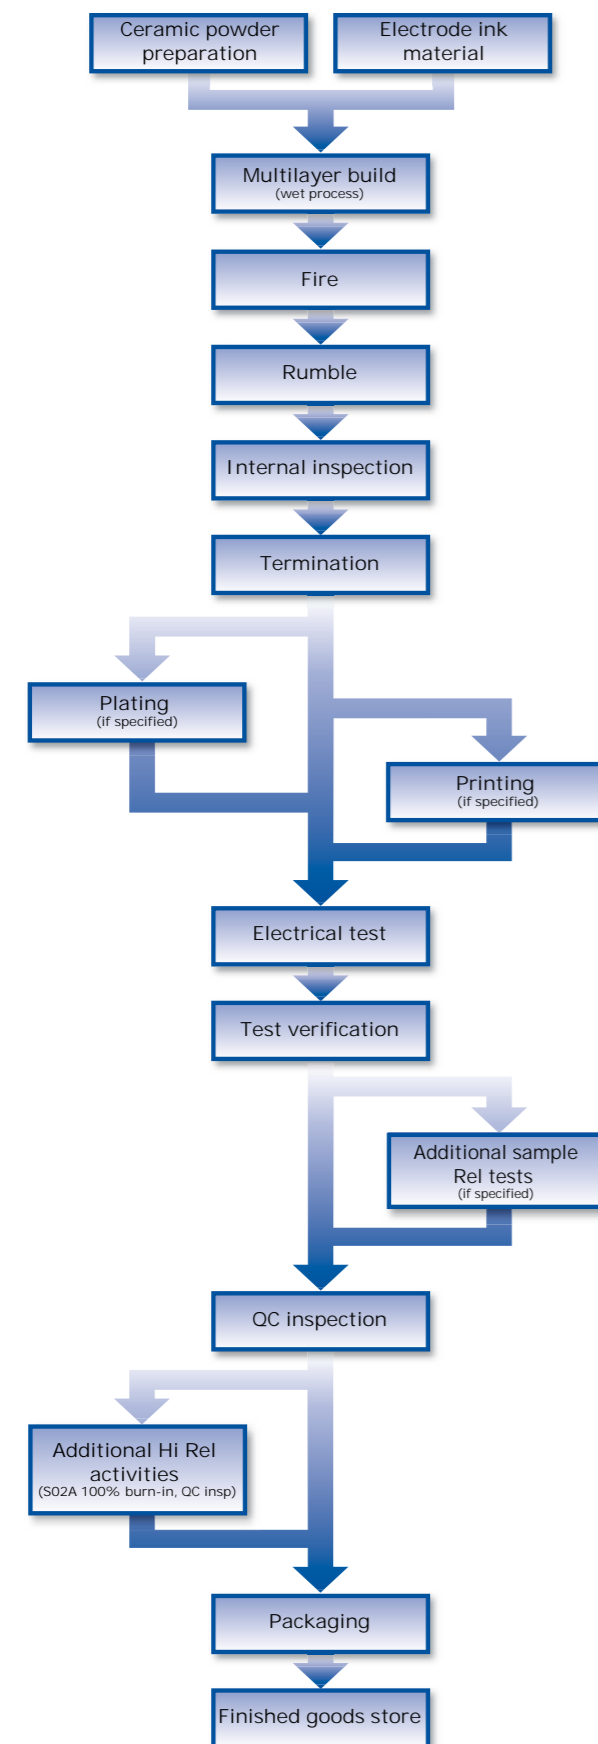 Ceramic powder
preparation
Electrode ink
material
Multilayer build
(wet process)
Fire
Rumble
Internal inspection
Termination
Plating
(if specified)
Printing
(if specified)
Electrical test
Test verification
Additional sample
Rel tests
(if specified)
QC inspection
Additional Hi Rel
activities
(S02A 100% burn-in, QC insp)
Packaging
Finished goods store